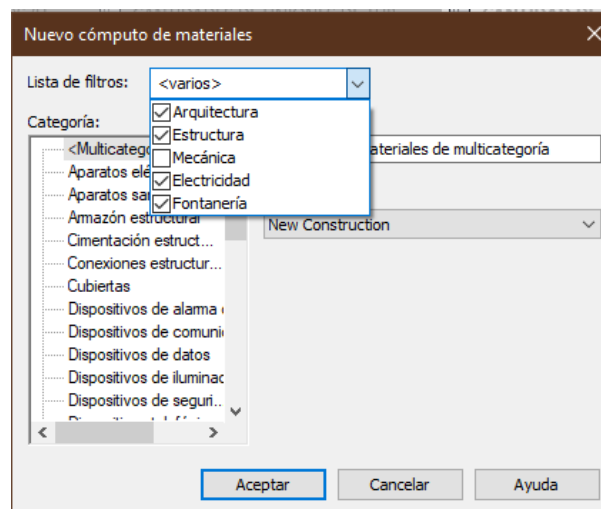 Nuevo cómputo de materiales
Lista de filtros: <varios>
Arquitectura
Estructura
Mecánica
Electricidad
Fontanería
Categoría:
<Multicatego
ateriales de multicategoría
Aparatos elé
Aparatos sa
Armazón estructural
New Construction
Cimentación estruct...
Conexiones estructur...
Cubiertas
Dispositivos de alarma
Dispositivos de comuni
Dispositivos de datos
Dispositivos de iluminac
Dispositivos de seguri...
Aceptar Cancelar Ayuda